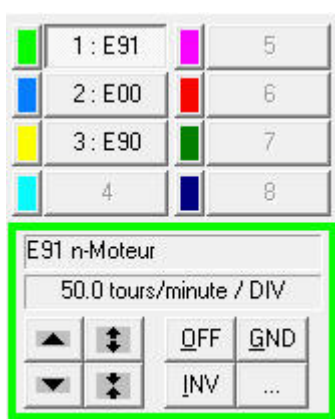 1 : E91 5
2 : E00 6
3 : E90 7
4 8
E91 n-Moteur
50.0 tours/minute / DIV
OFF GND
INV ...